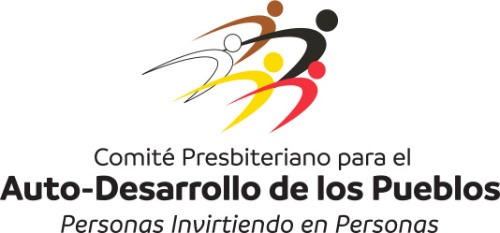 Comité Presbiteriano para el
Auto-Desarrollo de los Pueblos
Personas Invirtiendo en Personas